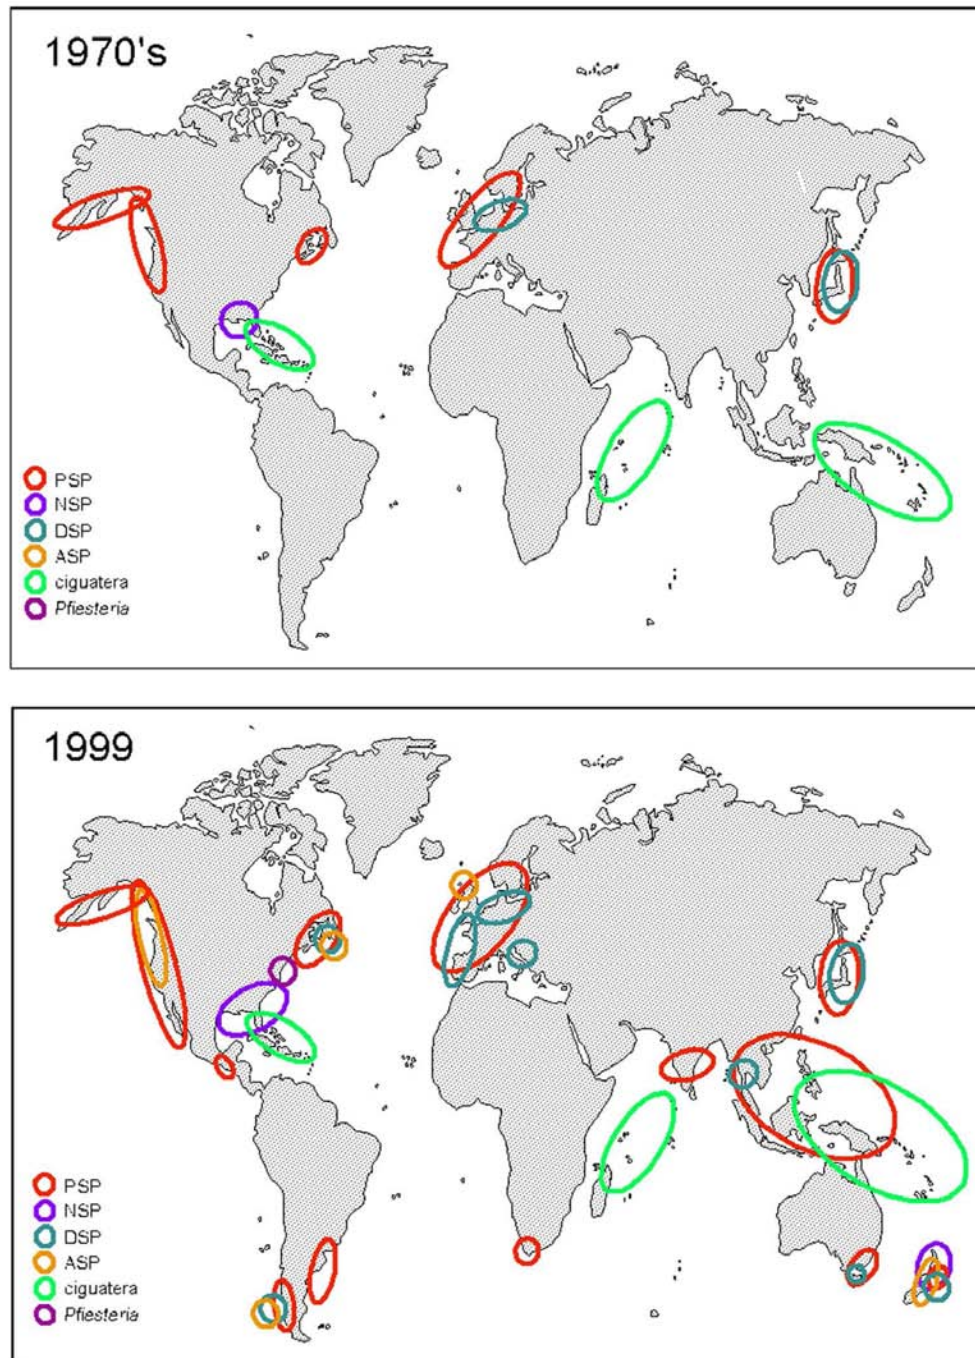 1970's
PSP
NSP
DSP
ASP
ciguatera
Pfiesteria
1999
PSP
NSP
DSP
ASP
ciguatera
Pfiesteria